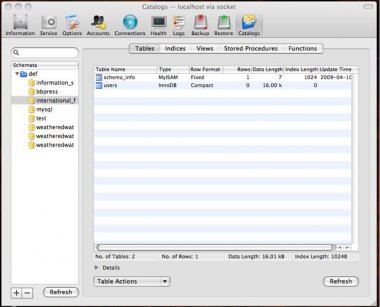 Catalogs — localhost via socket
Information Service Options Accounts Connections Health Logs Backup Restore Catalogs
Tables Indices Views Stored Procedures Functions
Schemata
def
information_s
bbpress
international_f
mysql
test
weatheredwat
weatheredwat
weatheredwat
Table Name Type Row Format Rows Data Length Index Length Update Time
schema_info MyISAM Fixed 1 7 1024 2009-04-10
users InnoDB Compact 0 16.00 k 0
No. of Tables: 2 No. of Rows: 1 Data Length: 16.01 kB Index Length: 1024B
Details
Table Actions Refresh
Refresh